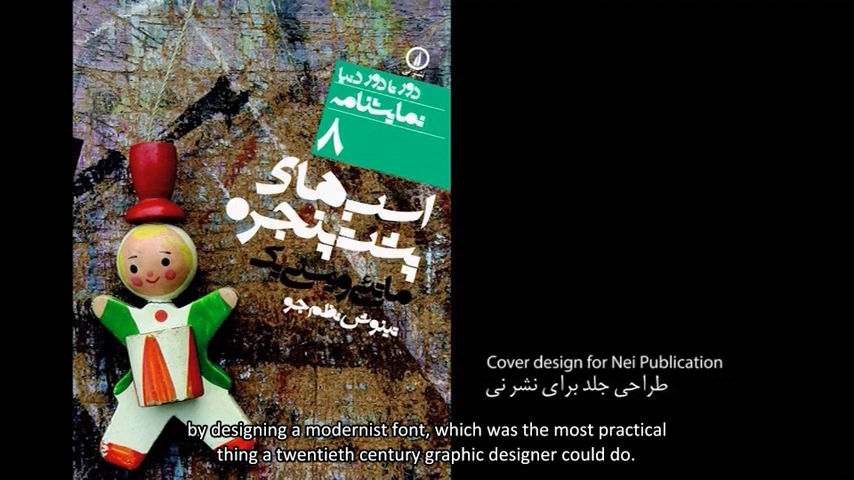 نشر نی
دور تا دور دنیا
نمایشنامه
۸
اسب‌های
پشت پنجره
ماتئی ویسنی‌یک
تینوش نظم‌جو
Cover design for Nei Publication
طراحی جلد برای نشر نی
by designing a modernist font, which was the most practical
thing a twentieth century graphic designer could do.